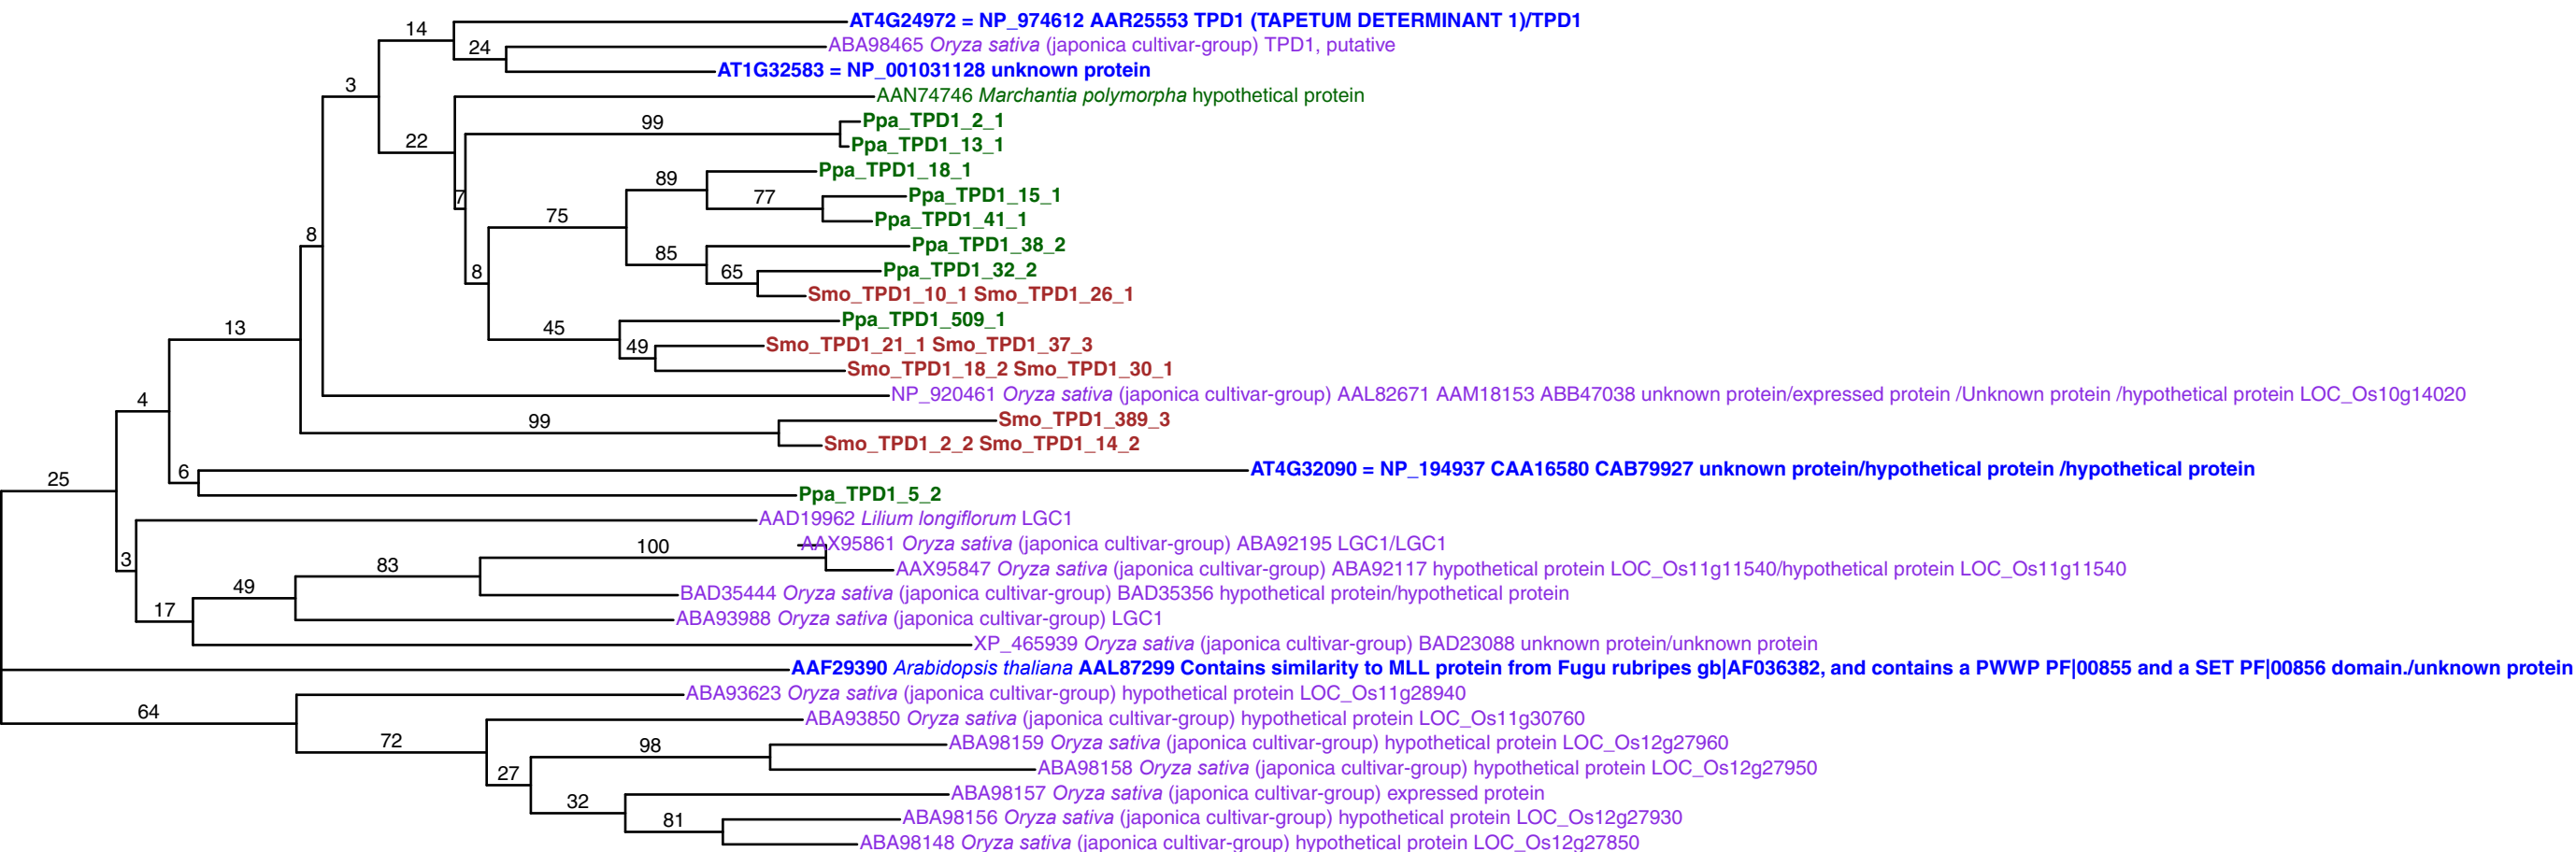 AT4G24972 = NP_974612 AAR25553 TPD1 (TAPETUM DETERMINANT 1)/TPD1
14
24
ABA98465 Oryza sativa (japonica cultivar-group) TPD1, putative
AT1G32583 = NP_001031128 unknown protein
3
AAN74746 Marchantia polymorpha hypothetical protein
99
Ppa_TPD1_2_1
22
Ppa_TPD1_13_1
Ppa_TPD1_18_1
89
7
77
Ppa_TPD1_15_1
75
Ppa_TPD1_41_1
8
Ppa_TPD1_38_2
85
8
65
Ppa_TPD1_32_2
Smo_TPD1_10_1 Smo_TPD1_26_1
13
45
Ppa_TPD1_509_1
49
Smo_TPD1_21_1 Smo_TPD1_37_3
Smo_TPD1_18_2 Smo_TPD1_30_1
4
NP_920461 Oryza sativa (japonica cultivar-group) AAL82671 AAM18153 ABB47038 unknown protein/expressed protein /Unknown protein /hypothetical protein LOC_Os10g14020
99
Smo_TPD1_389_3
Smo_TPD1_2_2 Smo_TPD1_14_2
25
6
AT4G32090 = NP_194937 CAA16580 CAB79927 unknown protein/hypothetical protein /hypothetical protein
Ppa_TPD1_5_2
AAD19962 Lilium longiflorum LGC1
3
100
AAX95861 Oryza sativa (japonica cultivar-group) ABA92195 LGC1/LGC1
83
AAX95847 Oryza sativa (japonica cultivar-group) ABA92117 hypothetical protein LOC_Os11g11540/hypothetical protein LOC_Os11g11540
49
BAD35444 Oryza sativa (japonica cultivar-group) BAD35356 hypothetical protein/hypothetical protein
17
ABA93988 Oryza sativa (japonica cultivar-group) LGC1
XP_465939 Oryza sativa (japonica cultivar-group) BAD23088 unknown protein/unknown protein
AAF29390 Arabidopsis thaliana AAL87299 Contains similarity to MLL protein from Fugu rubripes gb|AF036382, and contains a PWWP PF|00855 and a SET PF|00856 domain./unknown protein
ABA93623 Oryza sativa (japonica cultivar-group) hypothetical protein LOC_Os11g28940
64
ABA93850 Oryza sativa (japonica cultivar-group) hypothetical protein LOC_Os11g30760
72
98
ABA98159 Oryza sativa (japonica cultivar-group) hypothetical protein LOC_Os12g27960
27
ABA98158 Oryza sativa (japonica cultivar-group) hypothetical protein LOC_Os12g27950
32
ABA98157 Oryza sativa (japonica cultivar-group) expressed protein
81
ABA98156 Oryza sativa (japonica cultivar-group) hypothetical protein LOC_Os12g27930
ABA98148 Oryza sativa (japonica cultivar-group) hypothetical protein LOC_Os12g27850